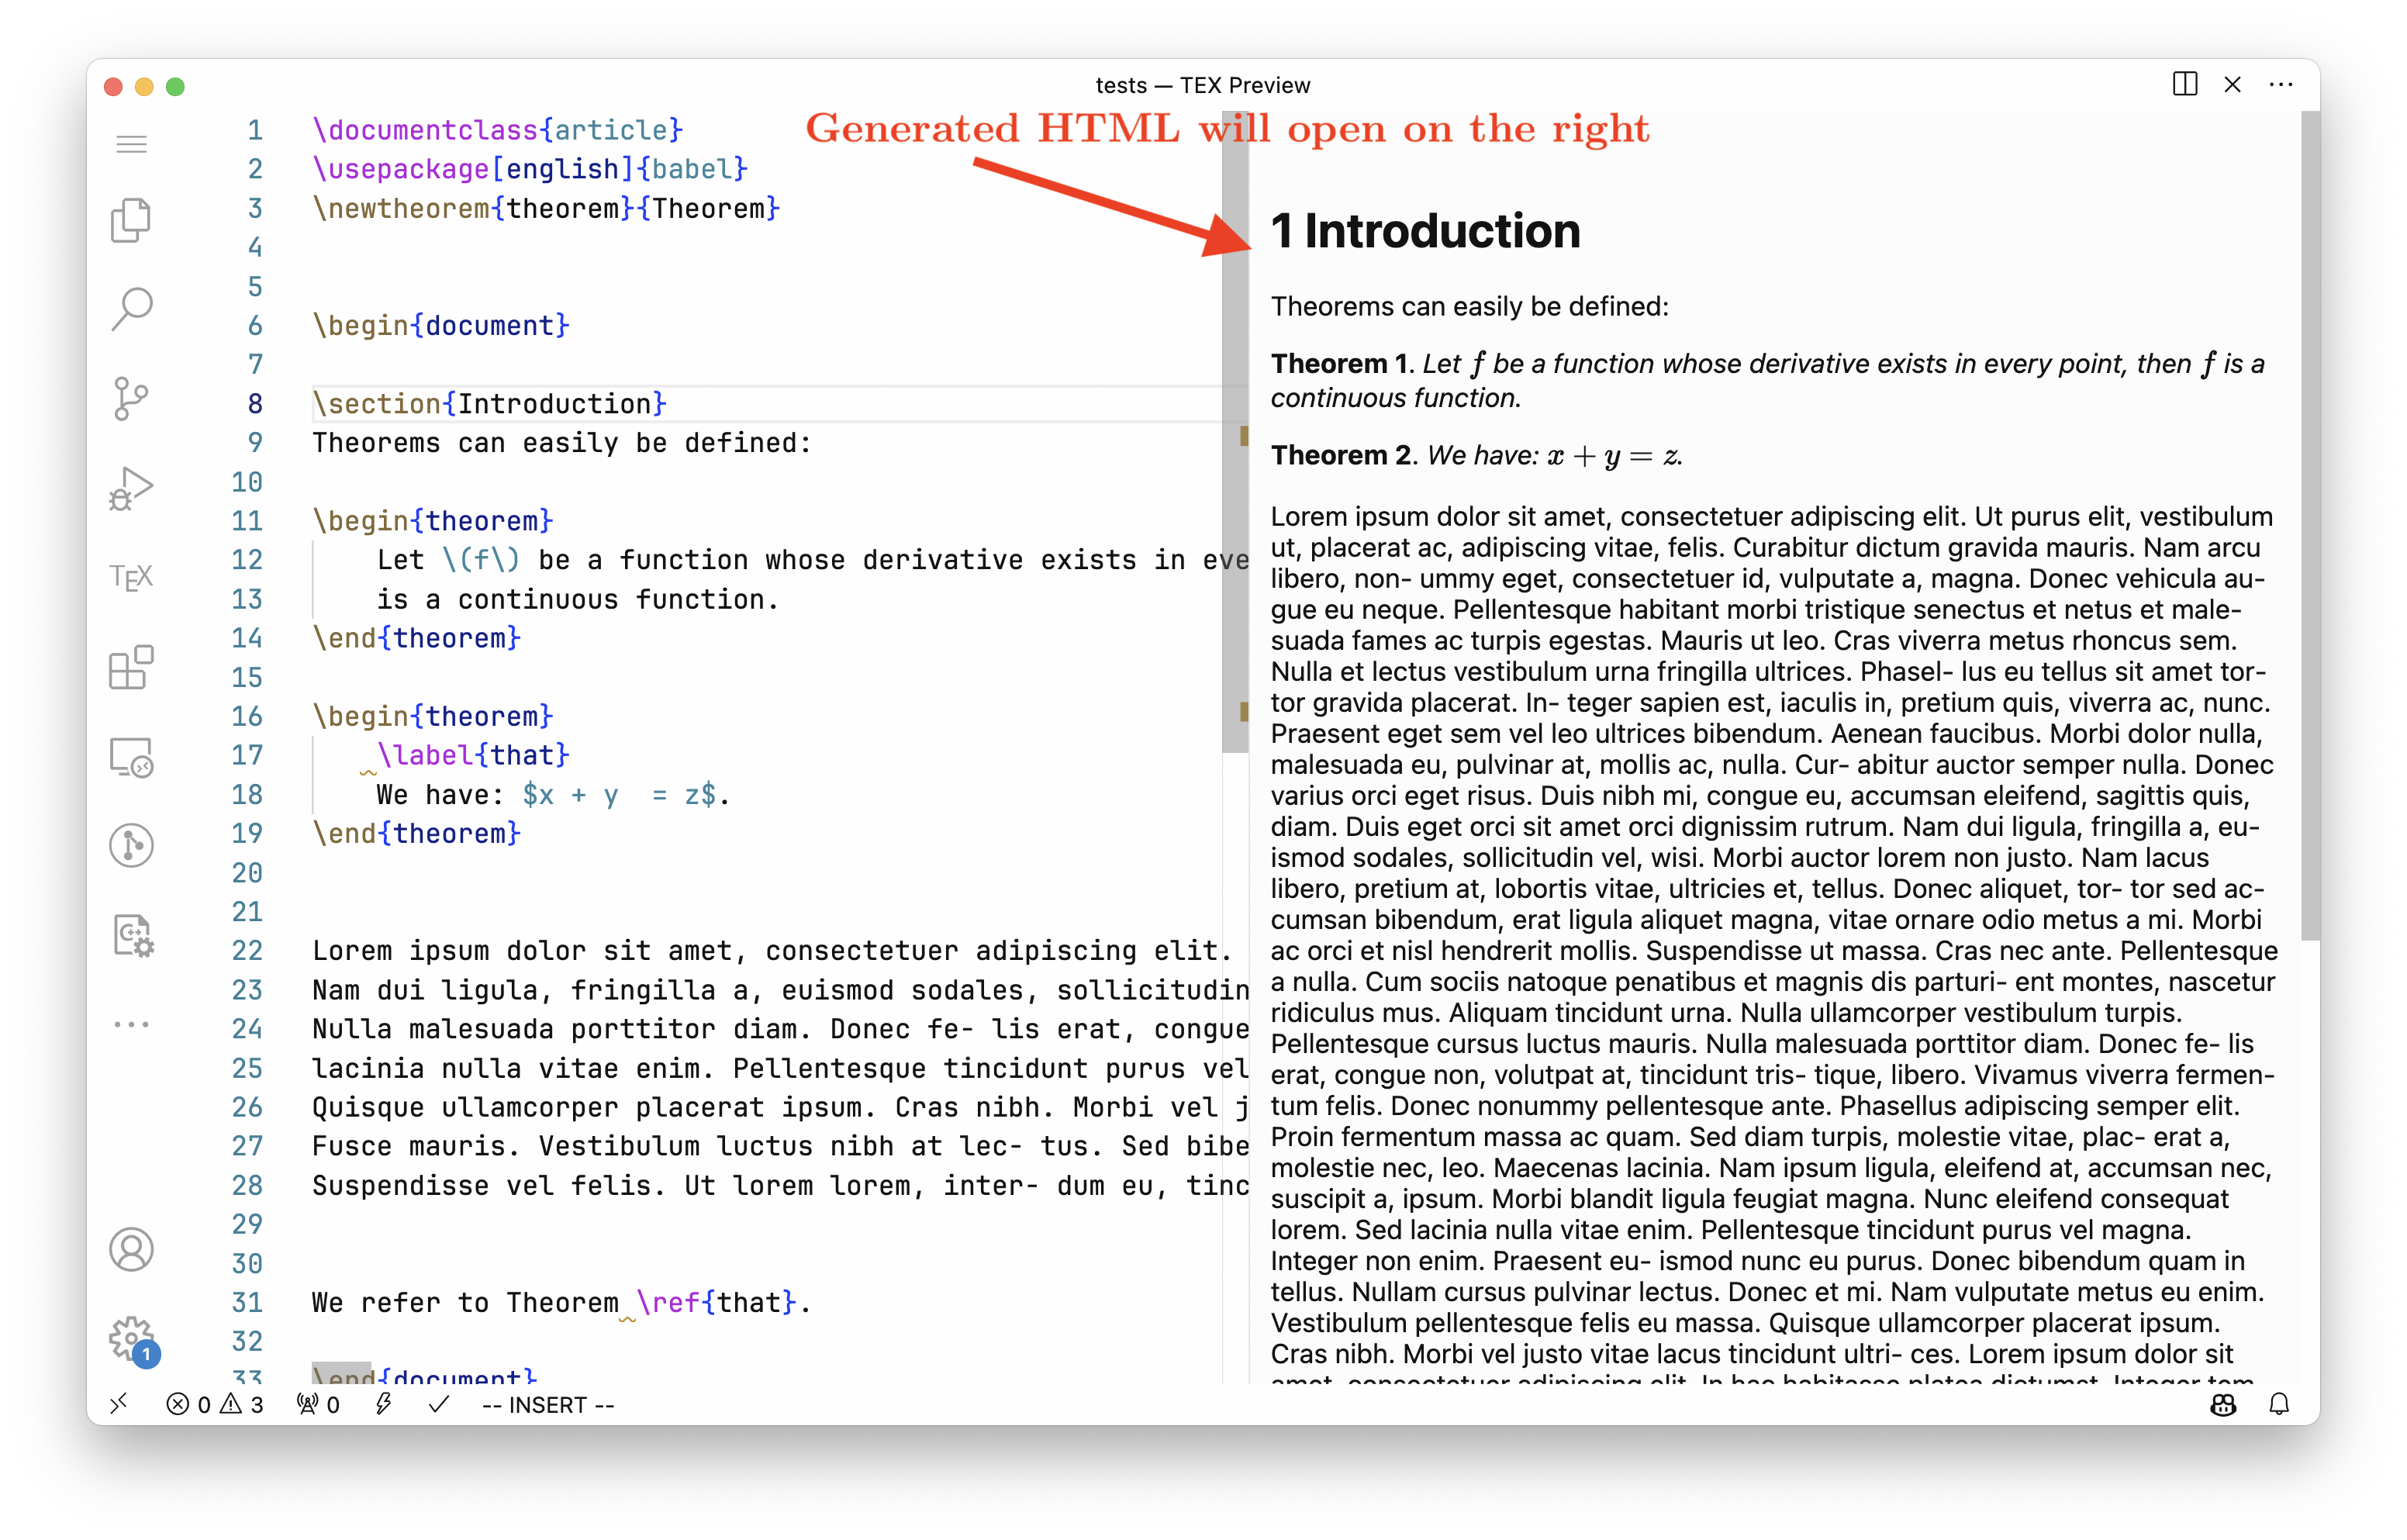 tests — TEX Preview
Generated HTML will open on the right
1 \documentclass{article}
2 \usepackage[english]{babel}
3 \newtheorem{theorem}{Theorem}
4
5
6 \begin{document}
7
8 \section{Introduction}
9 Theorems can easily be defined:
10
11 \begin{theorem}
12 Let \(f\) be a function whose derivative exists in eve
13 is a continuous function.
14 \end{theorem}
15
16 \begin{theorem}
17 \label{that}
18 We have: $x + y  = z$.
19 \end{theorem}
20
21
22 Lorem ipsum dolor sit amet, consectetuer adipiscing elit.
23 Nam dui ligula, fringilla a, euismod sodales, sollicitudin
24 Nulla malesuada porttitor diam. Donec fe- lis erat, congue
25 lacinia nulla vitae enim. Pellentesque tincidunt purus vel
26 Quisque ullamcorper placerat ipsum. Cras nibh. Morbi vel j
27 Fusce mauris. Vestibulum luctus nibh at lec- tus. Sed bibe
28 Suspendisse vel felis. Ut lorem lorem, inter- dum eu, tinc
29
30
31 We refer to Theorem \ref{that}.
32
33 \end{document}
1 Introduction
Theorems can easily be defined:
Theorem 1. Let f be a function whose derivative exists in every point, then f is a
continuous function.
Theorem 2. We have: x + y = z.
Lorem ipsum dolor sit amet, consectetuer adipiscing elit. Ut purus elit, vestibulum
ut, placerat ac, adipiscing vitae, felis. Curabitur dictum gravida mauris. Nam arcu
libero, non- ummy eget, consectetuer id, vulputate a, magna. Donec vehicula au-
gue eu neque. Pellentesque habitant morbi tristique senectus et netus et male-
suada fames ac turpis egestas. Mauris ut leo. Cras viverra metus rhoncus sem.
Nulla et lectus vestibulum urna fringilla ultrices. Phasel- lus eu tellus sit amet tor-
tor gravida placerat. In- teger sapien est, iaculis in, pretium quis, viverra ac, nunc.
Praesent eget sem vel leo ultrices bibendum. Aenean faucibus. Morbi dolor nulla,
malesuada eu, pulvinar at, mollis ac, nulla. Cur- abitur auctor semper nulla. Donec
varius orci eget risus. Duis nibh mi, congue eu, accumsan eleifend, sagittis quis,
diam. Duis eget orci sit amet orci dignissim rutrum. Nam dui ligula, fringilla a, eu-
ismod sodales, sollicitudin vel, wisi. Morbi auctor lorem non justo. Nam lacus
libero, pretium at, lobortis vitae, ultricies et, tellus. Donec aliquet, tor- tor sed ac-
cumsan bibendum, erat ligula aliquet magna, vitae ornare odio metus a mi. Morbi
ac orci et nisl hendrerit mollis. Suspendisse ut massa. Cras nec ante. Pellentesque
a nulla. Cum sociis natoque penatibus et magnis dis parturi- ent montes, nascetur
ridiculus mus. Aliquam tincidunt urna. Nulla ullamcorper vestibulum turpis.
Pellentesque cursus luctus mauris. Nulla malesuada porttitor diam. Donec fe- lis
erat, congue non, volutpat at, tincidunt tris- tique, libero. Vivamus viverra fermen-
tum felis. Donec nonummy pellentesque ante. Phasellus adipiscing semper elit.
Proin fermentum massa ac quam. Sed diam turpis, molestie vitae, plac- erat a,
molestie nec, leo. Maecenas lacinia. Nam ipsum ligula, eleifend at, accumsan nec,
suscipit a, ipsum. Morbi blandit ligula feugiat magna. Nunc eleifend consequat
lorem. Sed lacinia nulla vitae enim. Pellentesque tincidunt purus vel magna.
Integer non enim. Praesent eu- ismod nunc eu purus. Donec bibendum quam in
tellus. Nullam cursus pulvinar lectus. Donec et mi. Nam vulputate metus eu enim.
Vestibulum pellentesque felis eu massa. Quisque ullamcorper placerat ipsum.
Cras nibh. Morbi vel justo vitae lacus tincidunt ultri- ces. Lorem ipsum dolor sit
amet, consectetuer adipiscing elit. In hac habitasse platea dictumst. Integer tem
TEX
C++
1
0 3 0 -- INSERT --